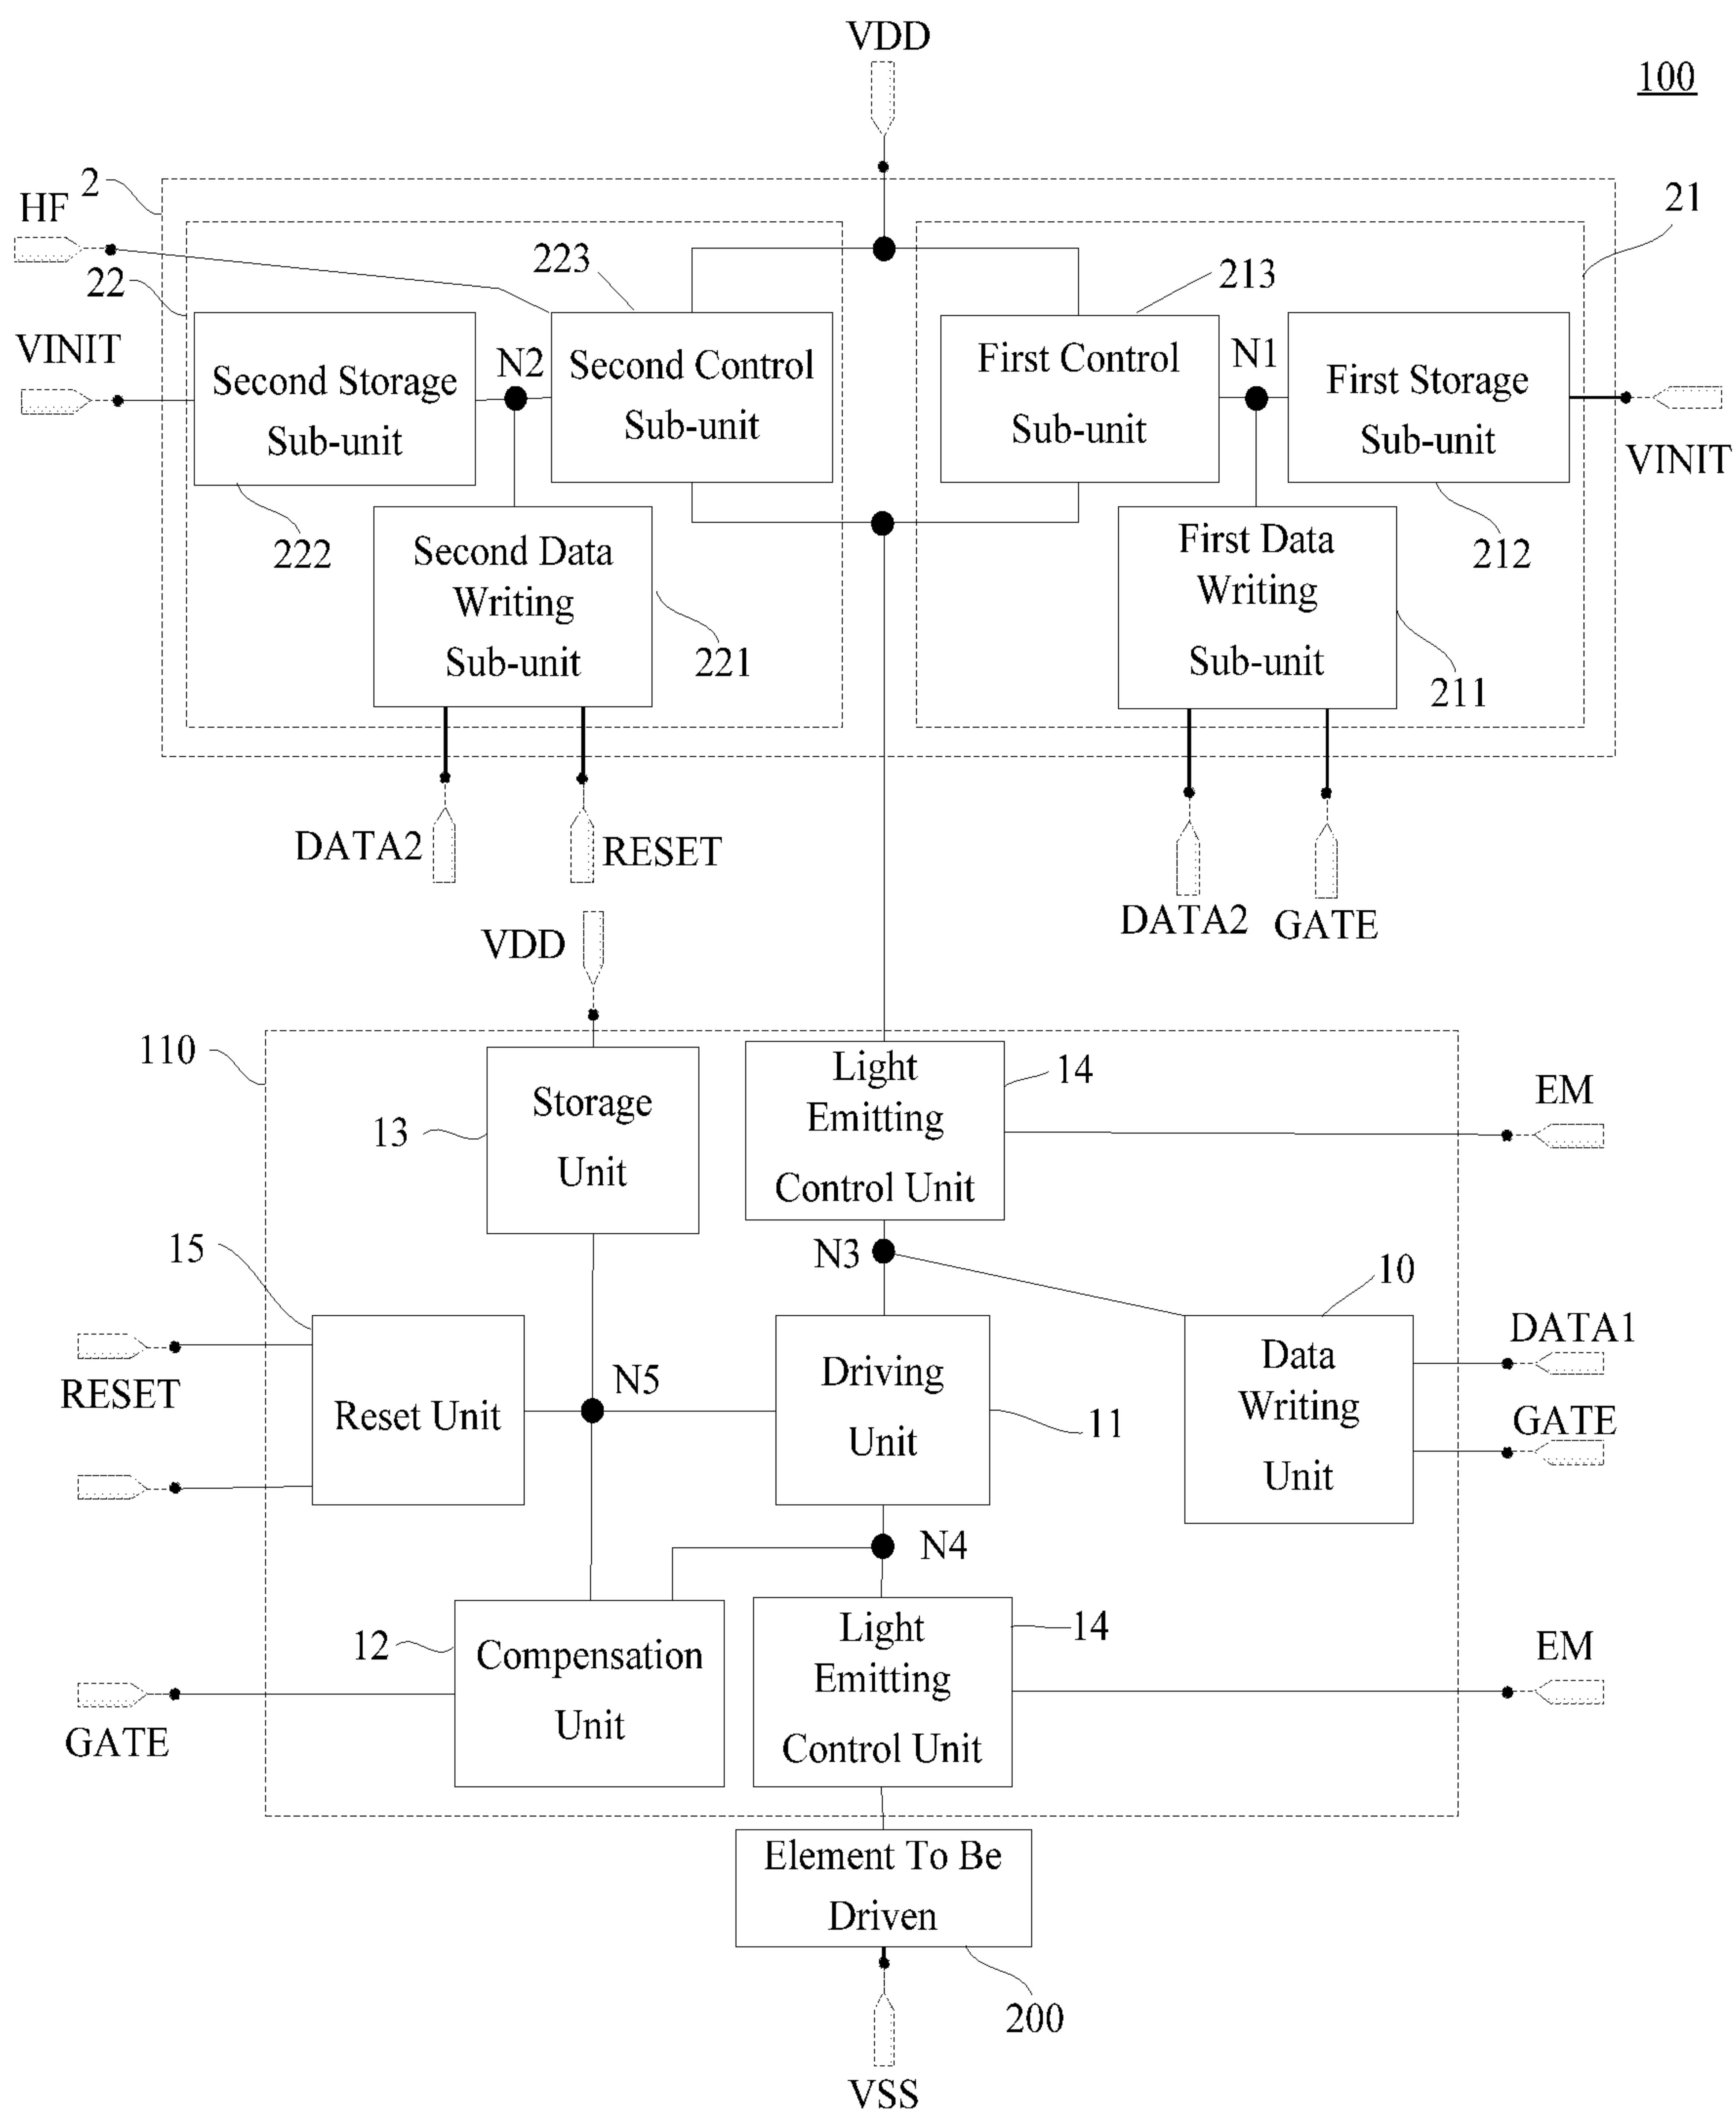 VDD
100
2
HF
21
22
223
213
VINIT
N2
N1
Second Storage
Sub-unit
Second Control
Sub-unit
First Control
Sub-unit
First Storage
Sub-unit
VINIT
222
212
Second Data
Writing
Sub-unit
First Data
Writing
Sub-unit
221
211
DATA2
RESET
DATA2
GATE
VDD
110
Storage
Unit
13
Light
Emitting
Control Unit
14
EM
15
N3
10
DATA1
RESET
Reset Unit
N5
Driving
Unit
11
Data
Writing
Unit
GATE
N4
12
Compensation
Unit
Light
Emitting
Control Unit
14
EM
GATE
Element To Be
Driven
200
VSS